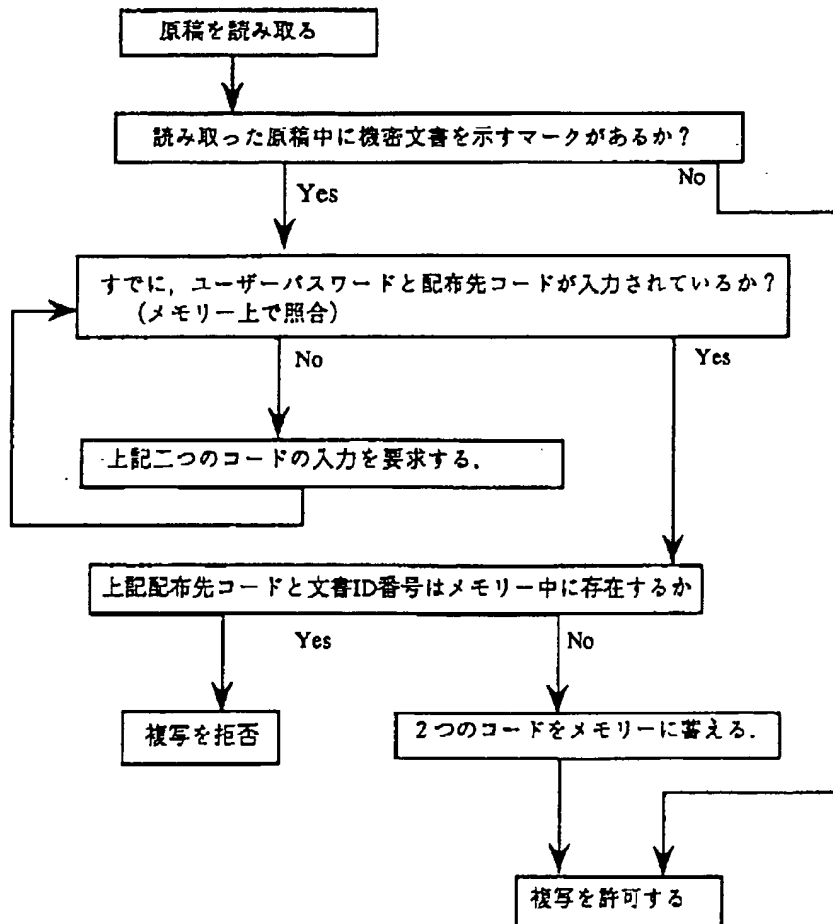 原稿を読み取る
読み取った原稿中に機密文書を示すマークがあるか？
No
Yes
すでに，ユーザーパスワードと配布先コードが入力されているか？
(メモリー上で照合)
No
Yes
上記二つのコードの入力を要求する．
上記配布先コードと文書ID番号はメモリー中に存在するか
Yes
No
複写を拒否
2つのコードをメモリーに蓄える．
複写を許可する